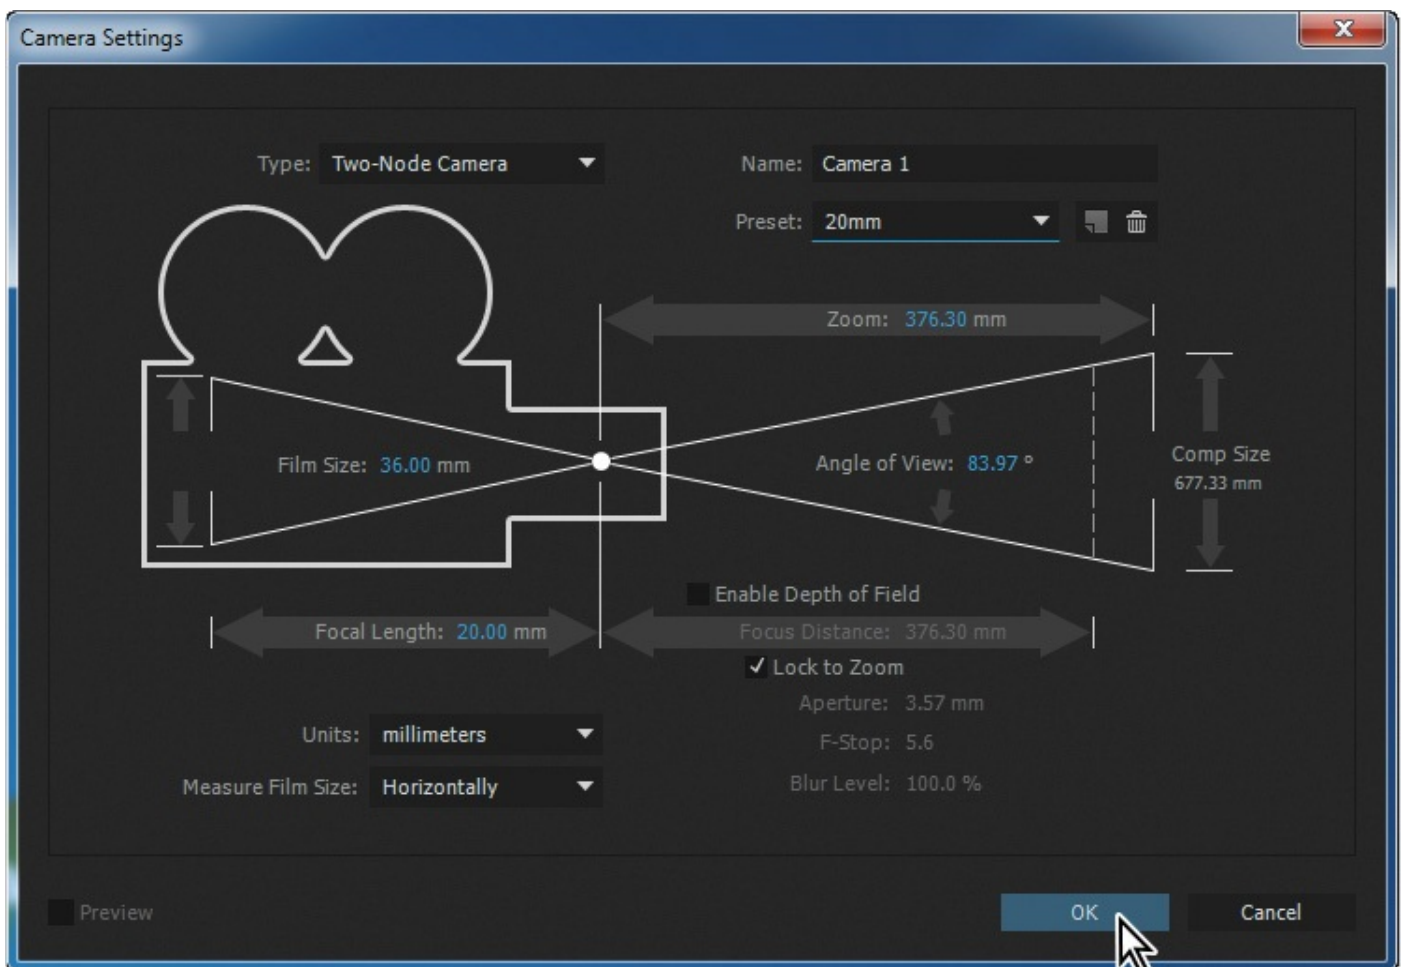 Camera Settings
Type: Two-Node Camera
Name: Camera 1
Preset: 20mm
Zoom: 376.30 mm
Film Size: 36.00 mm
Angle of View: 83.97 °
Comp Size
677.33 mm
Enable Depth of Field
Focal Length: 20.00 mm
Focus Distance: 376.30 mm
Lock to Zoom
Aperture: 3.57 mm
Units: millimeters
F-Stop: 5.6
Measure Film Size: Horizontally
Blur Level: 100.0 %
Preview
OK
Cancel